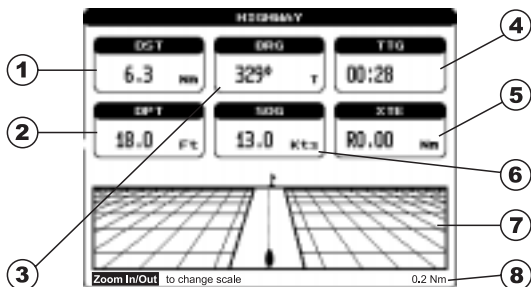 HIGHWAY
DST BRG TTG
6.3 Nm 329° T 00:28
DPT SOG XTE
18.0 Ft 13.0 Kts R0.00 Nm
Zoom In/Out to change scale 0.2 Nm
1
2
3
4
5
6
7
8